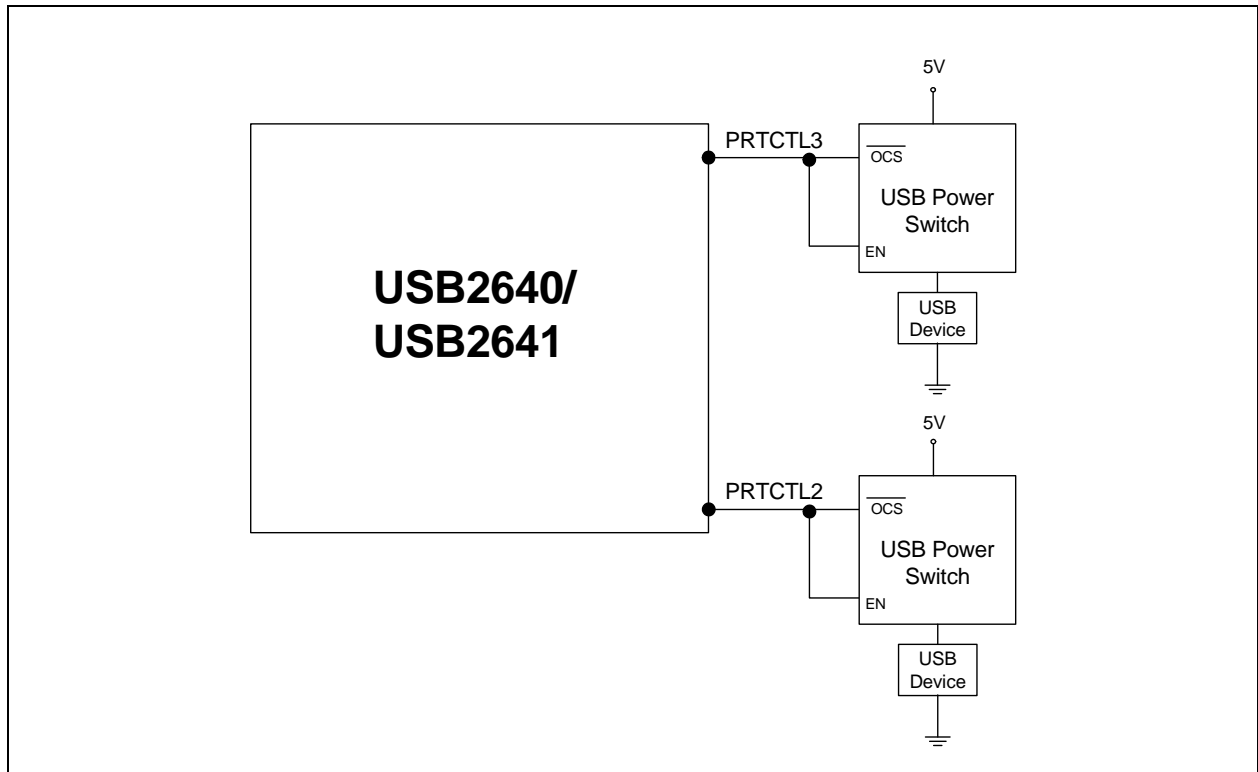 USB2640/
USB2641
5V
PRTCTL3
OCS
USB Power
Switch
EN
USB
Device
5V
PRTCTL2
OCS
USB Power
Switch
EN
USB
Device